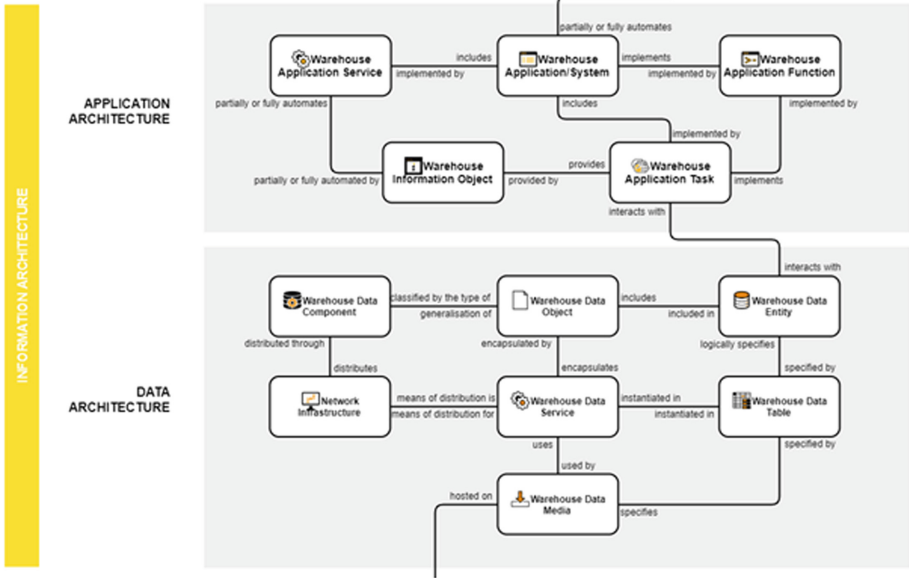 partially or fully automates
Warehouse
Application Service
includes
implemented by
Warehouse
Application/System
implements
implemented by
Warehouse
Application Function
APPLICATION
ARCHITECTURE
partially or fully automates
includes
implemented by
implemented by
partially or fully automated by
Warehouse
Information Object
provides
provided by
Warehouse
Application Task
implements
interacts with
interacts with
INFORMATION ARCHITECTURE
Warehouse Data
Component
classified by the type of
generalisation of
Warehouse Data
Object
includes
included in
Warehouse Data
Entity
distributed through
encapsulated by
logically specifies
distributes
encapsulates
specified by
DATA
ARCHITECTURE
Network
Infrastructure
means of distribution is
means of distribution for
Warehouse Data
Service
instantiated in
instantiated in
Warehouse Data
Table
uses
specified by
used by
hosted on
Warehouse Data
Media
specifies